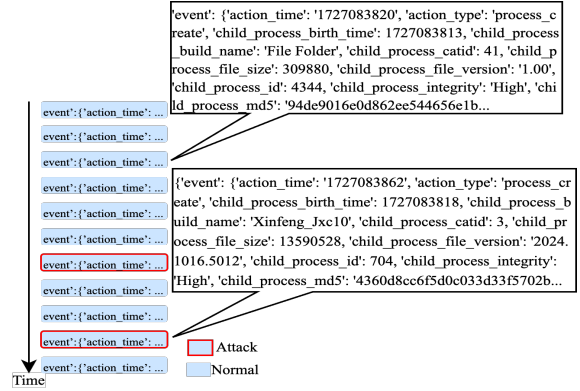 'event': {'action_time': '1727083820', 'action_type': 'process_c
reate', 'child_process_birth_time': 1727083813, 'child_process
_build_name': 'File Folder', 'child_process_catid': 41, 'child_p
rocess_file_size': 309880, 'child_process_file_version': '1.00',
'child_process_id': 4344, 'child_process_integrity': 'High', 'chi
ld_process_md5': '94de9016e0d862ee544656e1b...
event':{'action_time': ...
event':{'action_time': ...
event':{'action_time': ...
{'event': {'action_time': '1727083862', 'action_type': 'process_cr
eate', 'child_process_birth_time': 1727083818, 'child_process_b
uild_name': 'Xinfeng_Jxc10', 'child_process_catid': 3, 'child_pr
ocess_file_size': 13590528, 'child_process_file_version': '2024.
1016.5012', 'child_process_id': 704, 'child_process_integrity':
'High', 'child_process_md5': '4360d8cc6f5d0c033d33f5702b...
event':{'action_time': ...
event':{'action_time': ...
event':{'action_time': ...
event':{'action_time': ...
event':{'action_time': ...
event':{'action_time': ...
event':{'action_time': ...
event':{'action_time': ...
Attack
Normal
Time